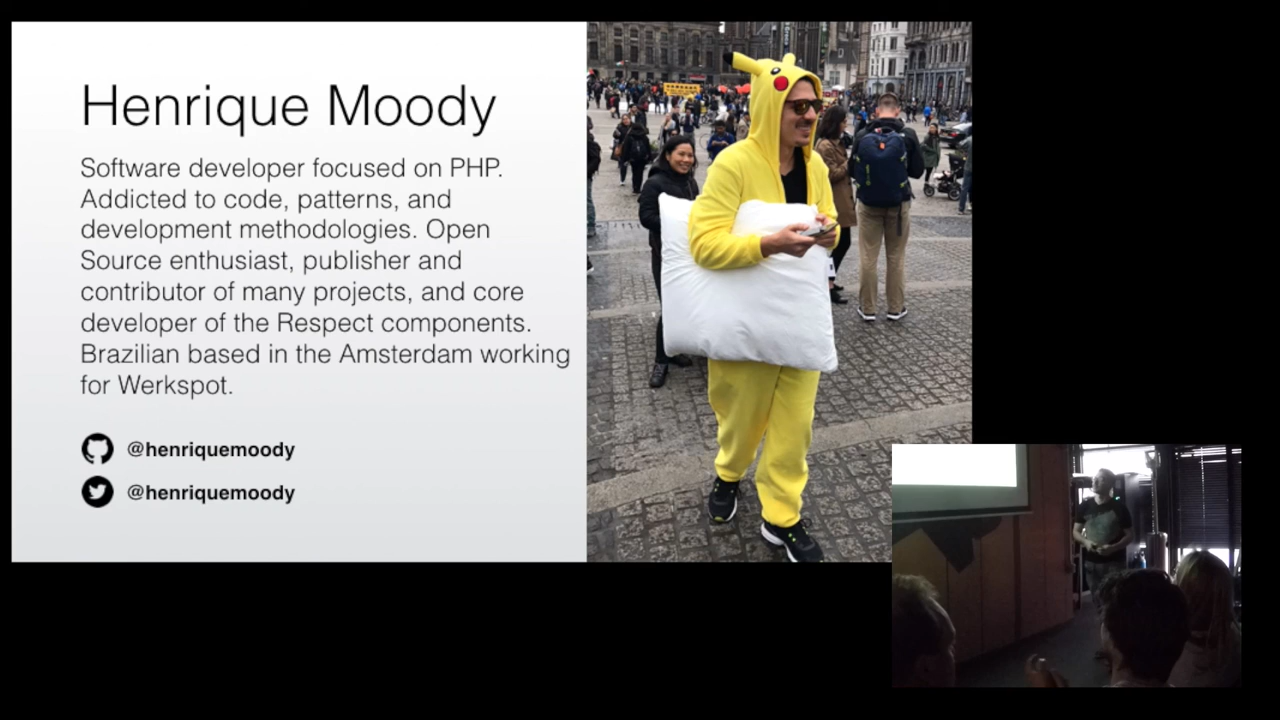 Henrique Moody
Software developer focused on PHP.
Addicted to code, patterns, and
development methodologies. Open
Source enthusiast, publisher and
contributor of many projects, and core
developer of the Respect components.
Brazilian based in the Amsterdam working
for Werkspot.
@henriquemoody
@henriquemoody